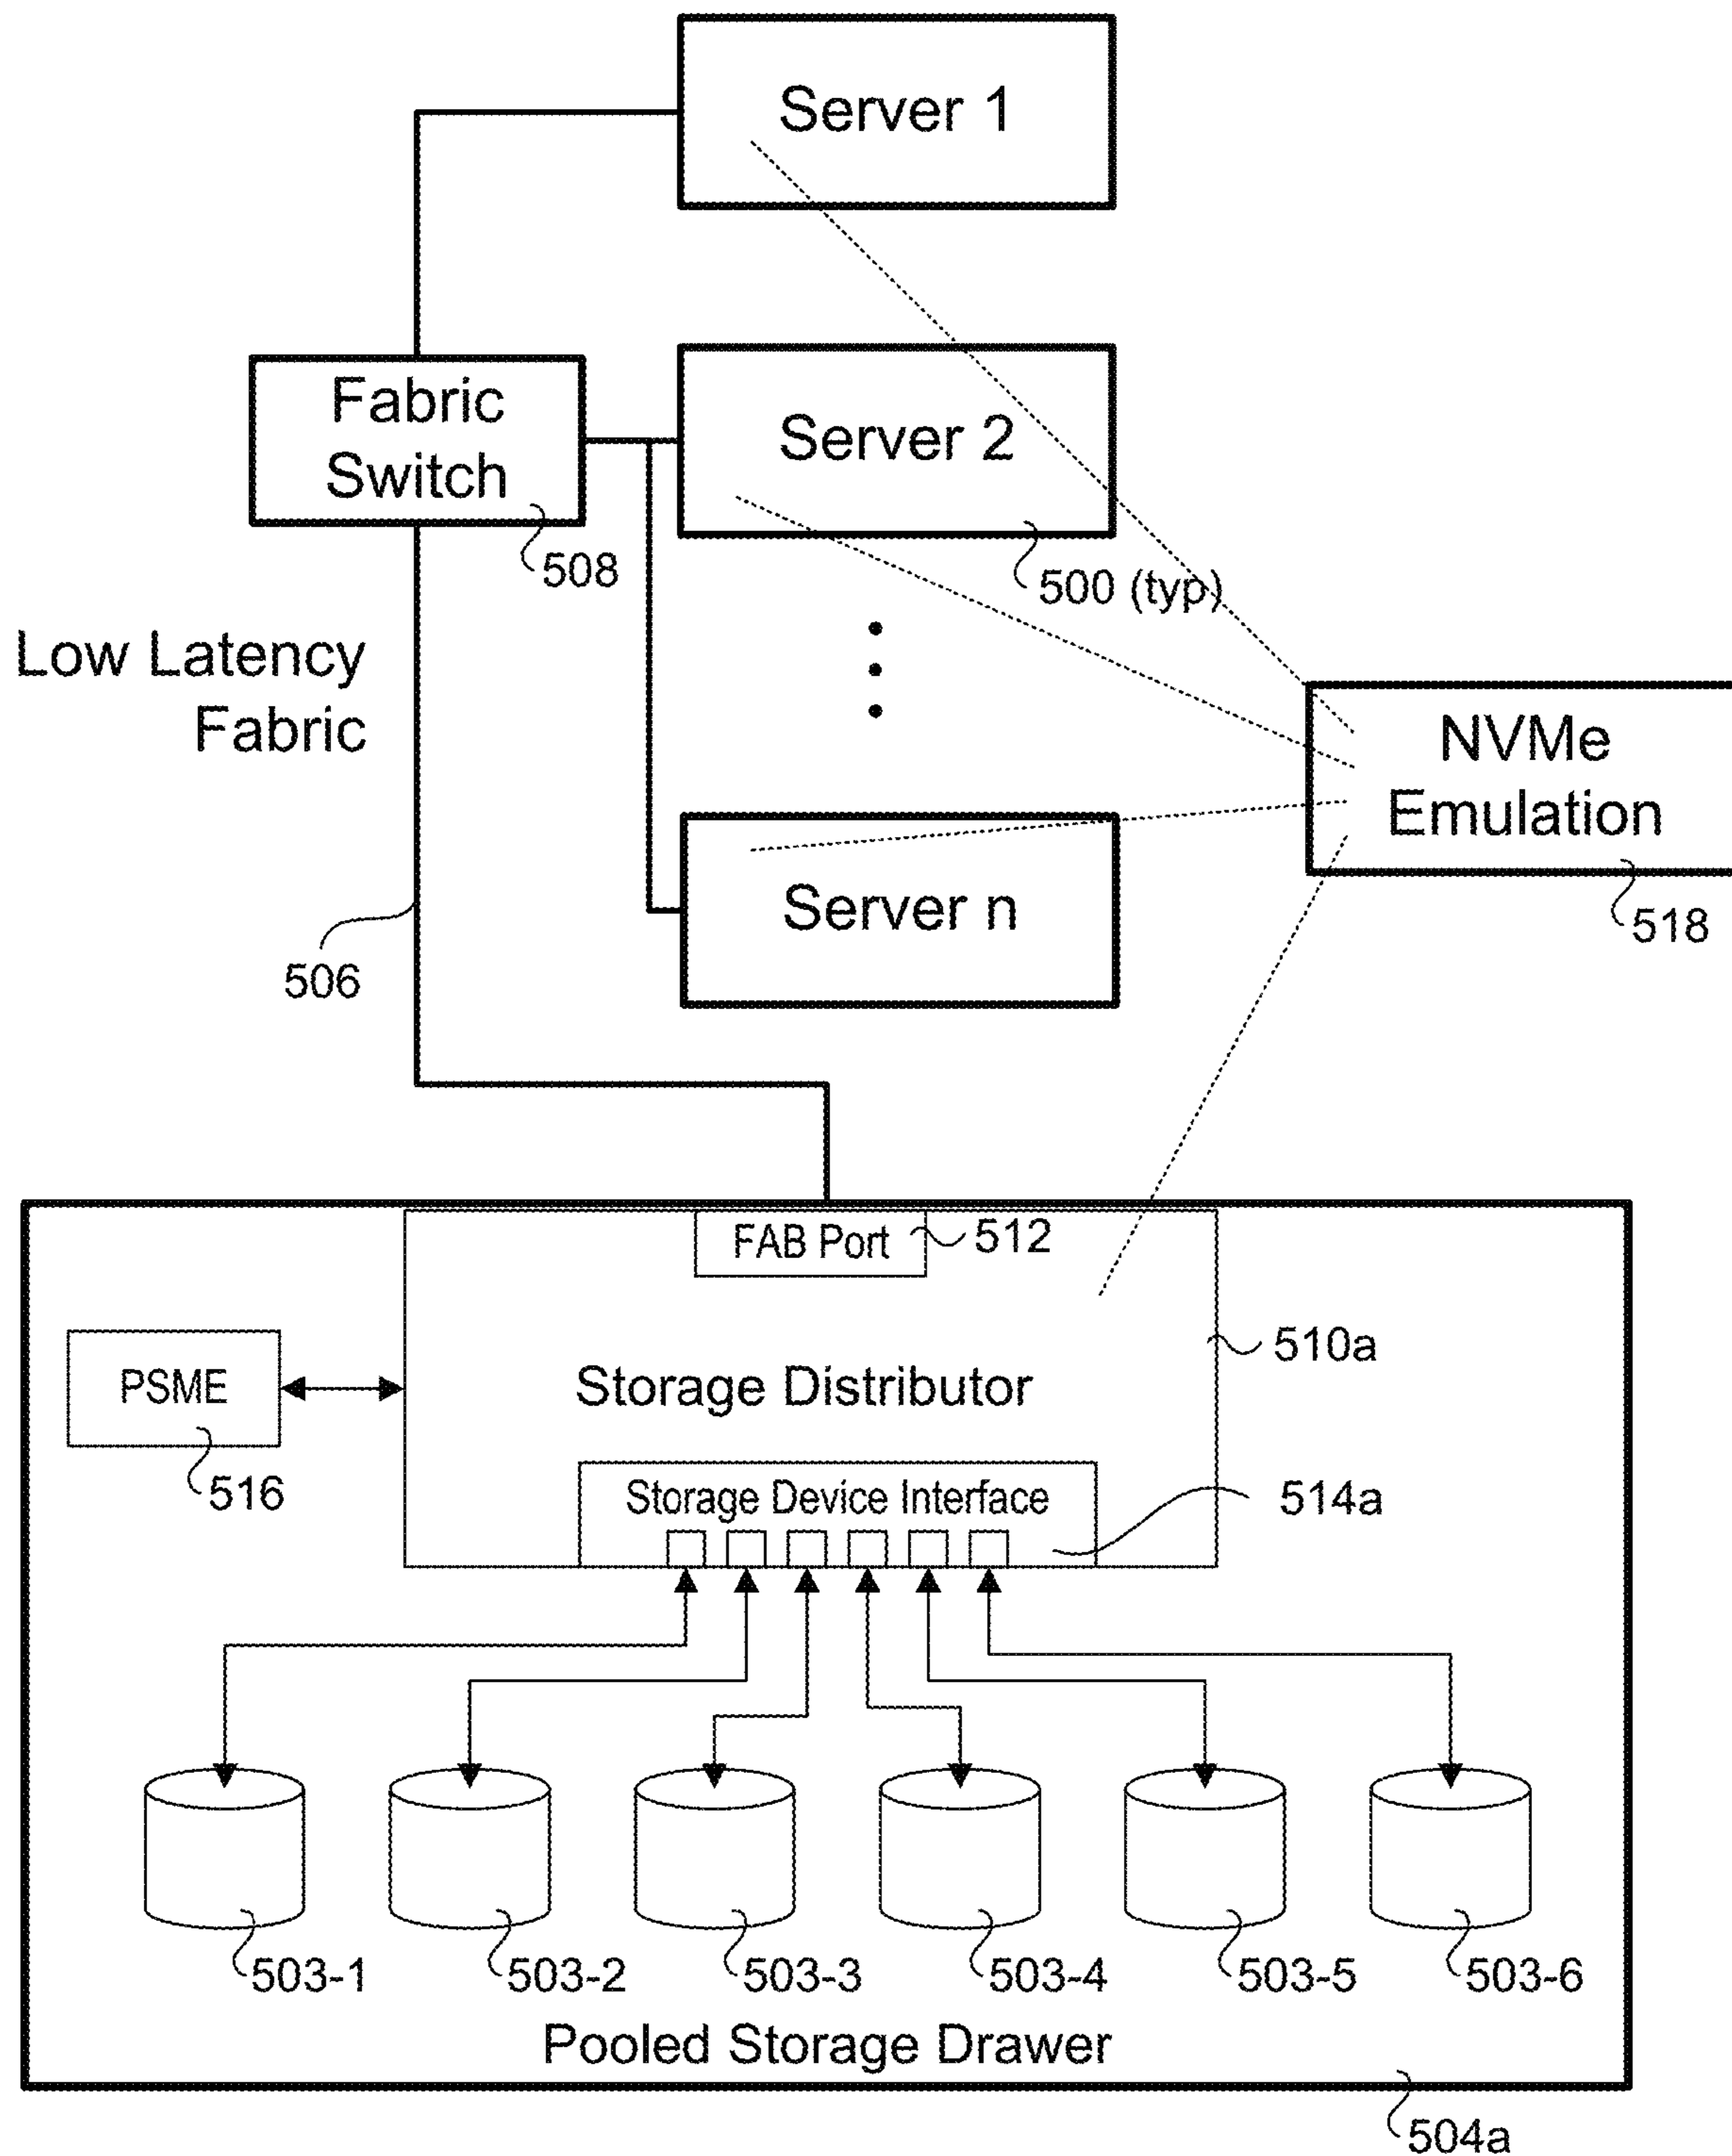 Server 1
Fabric
Switch
508
Server 2
500 (typ)
Low Latency
Fabric
NVMe
Emulation
518
Server n
506
FAB Port
512
510a
PSME
516
Storage Distributor
Storage Device Interface
514a
503-1
503-2
503-3
503-4
503-5
503-6
Pooled Storage Drawer
504a